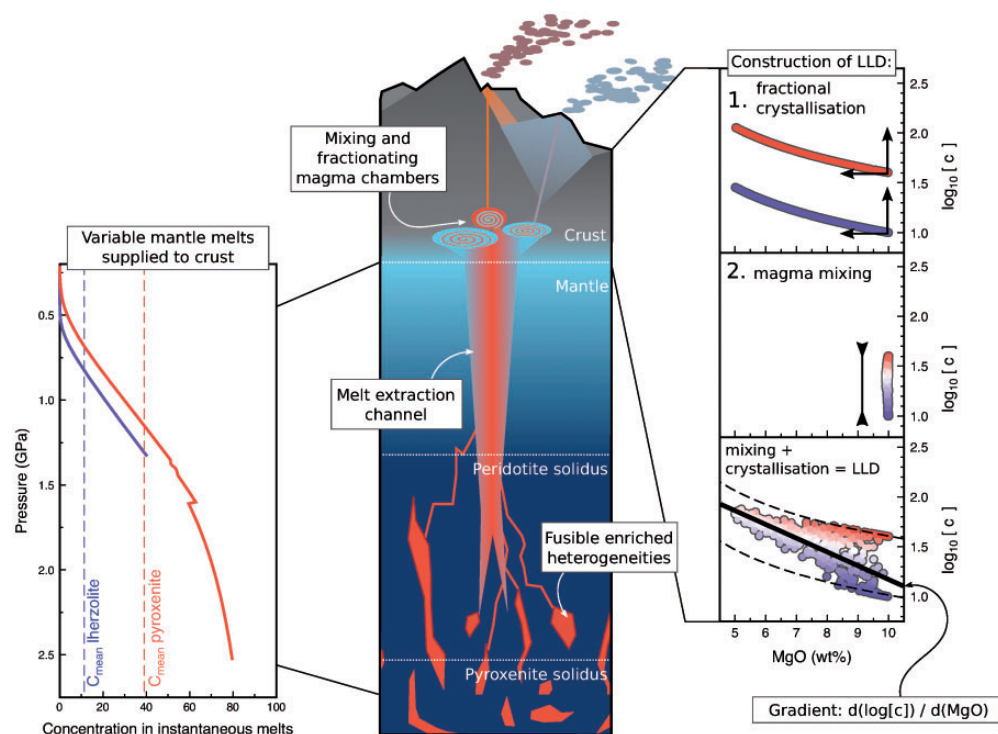 Variable mantle melts
supplied to crust
0.5
1.0
1.5
2.0
2.5
Pressure (GPa)
C_mean lherzolite
C_mean pyroxenite
0
20
40
60
80
100
Concentration in instantaneous melts
Mixing and
fractionating
magma chambers
Crust
Mantle
Melt extraction
channel
Peridotite solidus
Fusible enriched
heterogeneities
Pyroxenite solidus
Construction of LLD:
1. fractional
crystallisation
2.5
2.0
1.5
1.0
log10 [ c ]
2. magma mixing
2.5
2.0
1.5
1.0
log10 [ c ]
mixing +
crystallisation = LLD
2.5
2.0
1.5
1.0
log10 [ c ]
5
6
7
8
9
10
MgO (wt%)
Gradient: d(log[c]) / d(MgO)